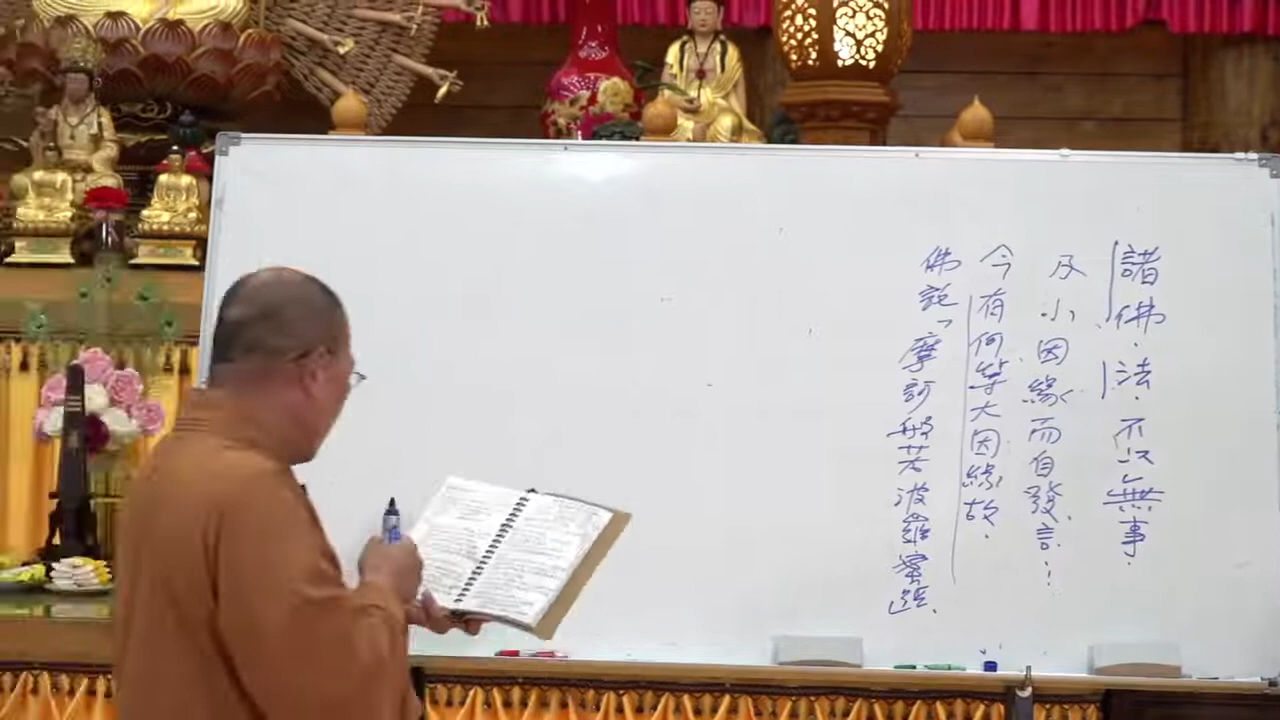 諸佛．法．不以無事．
及小因緣而自發言：
今有何等大因緣故．
佛說「摩訶般若波羅蜜經．